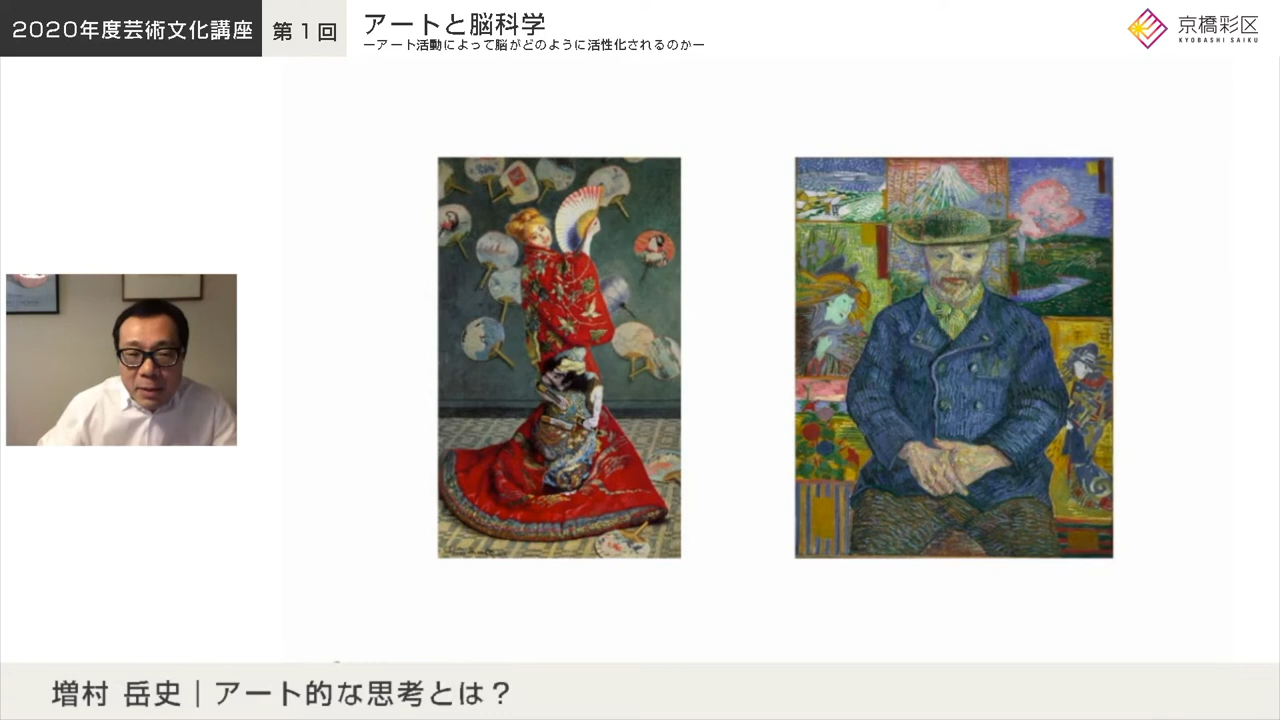 2020年度芸術文化講座
第1回
アートと脳科学
ーアート活動によって脳がどのように活性化されるのかー
京橋彩区
KYOBASHI SAIKU
増村 岳史｜アート的な思考とは？